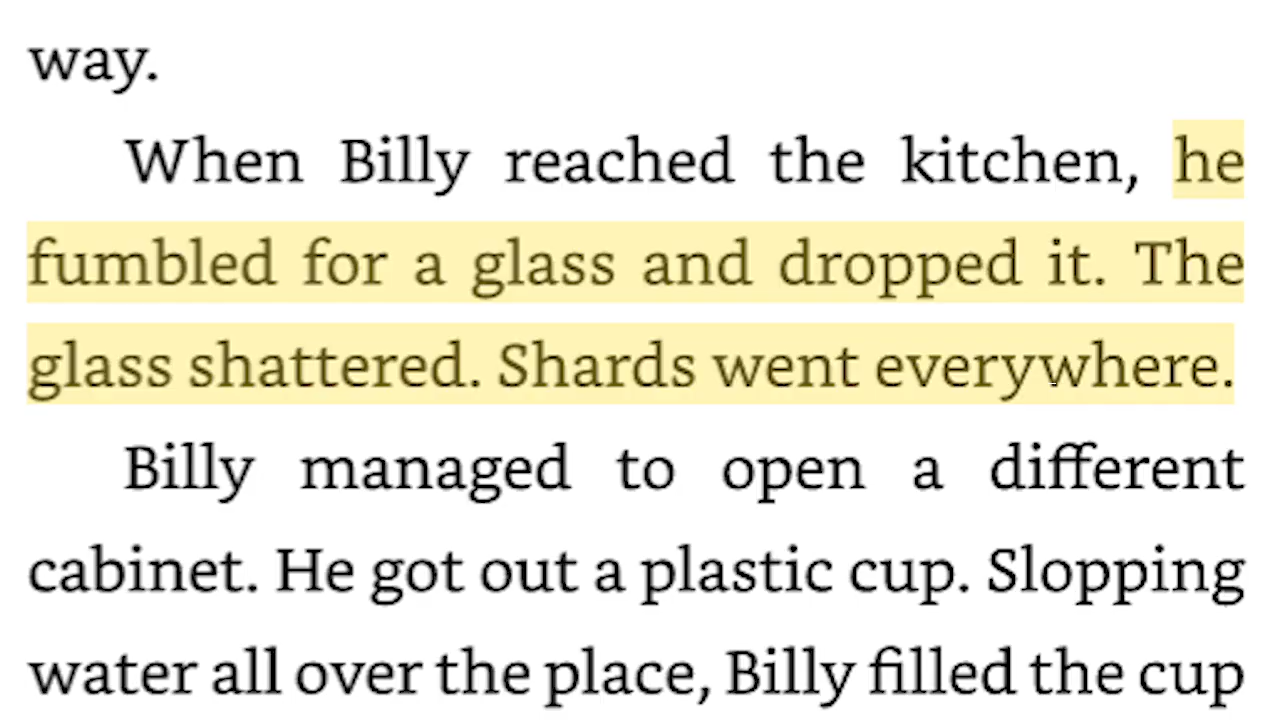 way.
When Billy reached the kitchen, he
fumbled for a glass and dropped it. The
glass shattered. Shards went everywhere.
Billy managed to open a different
cabinet. He got out a plastic cup. Slopping
water all over the place, Billy filled the cup